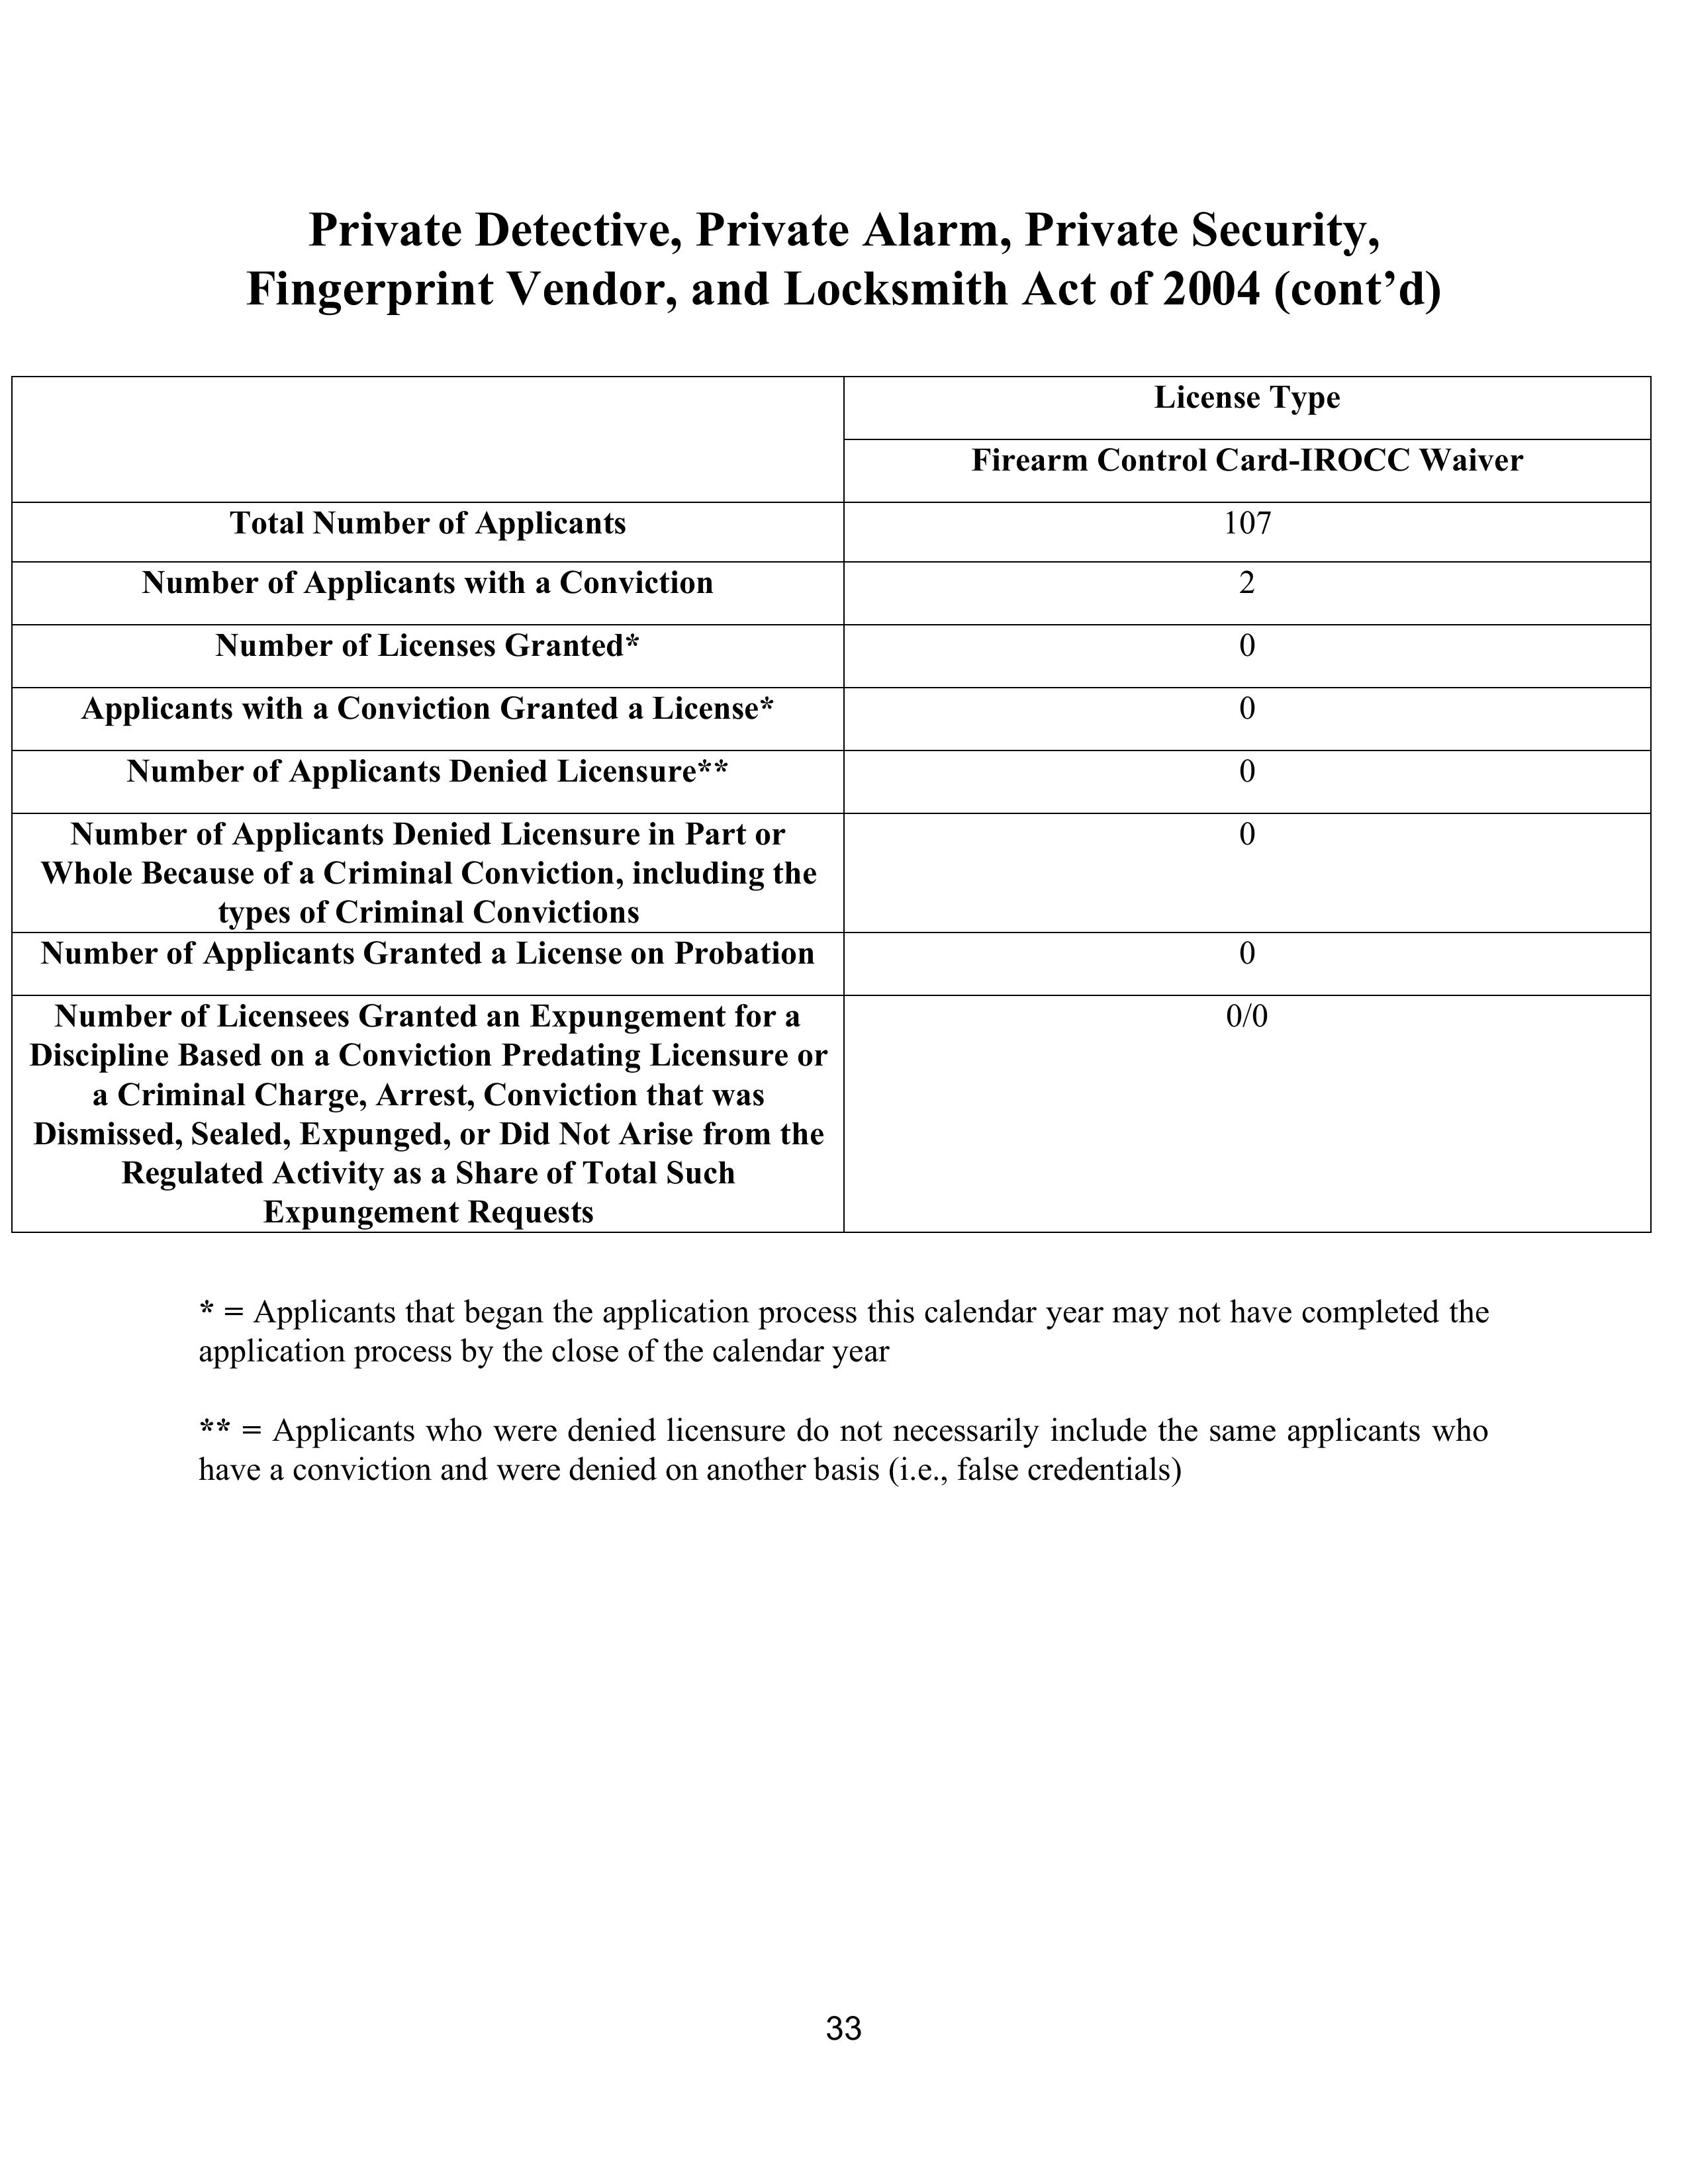 Private Detective, Private Alarm, Private Security,
Fingerprint Vendor, and Locksmith Act of 2004 (cont’d)
License Type
Firearm Control Card-IROCC Waiver
Total Number of Applicants
107
Number of Applicants with a Conviction
2
Number of Licenses Granted*
0
Applicants with a Conviction Granted a License*
0
Number of Applicants Denied Licensure**
0
Number of Applicants Denied Licensure in Part or
Whole Because of a Criminal Conviction, including the
types of Criminal Convictions
0
Number of Applicants Granted a License on Probation
0
Number of Licensees Granted an Expungement for a
Discipline Based on a Conviction Predating Licensure or
a Criminal Charge, Arrest, Conviction that was
Dismissed, Sealed, Expunged, or Did Not Arise from the
Regulated Activity as a Share of Total Such
Expungement Requests
0/0
* = Applicants that began the application process this calendar year may not have completed the
application process by the close of the calendar year
** = Applicants who were denied licensure do not necessarily include the same applicants who
have a conviction and were denied on another basis (i.e., false credentials)
33